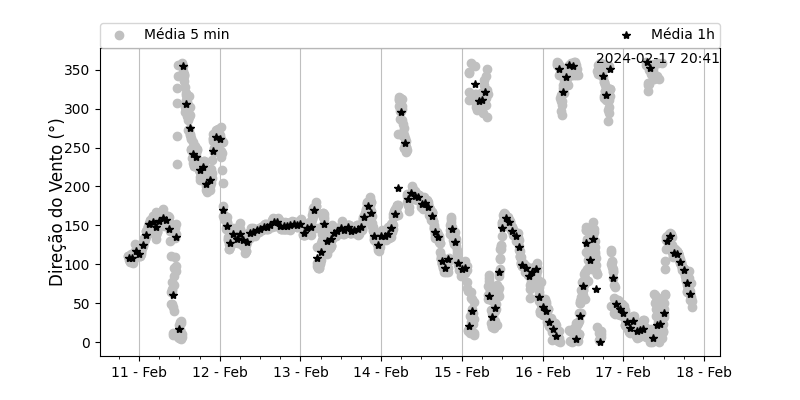 Média 5 min
Média 1h
2024-02-17 20:41
Direção do Vento (°)
350
300
250
200
150
100
50
0
11 - Feb
12 - Feb
13 - Feb
14 - Feb
15 - Feb
16 - Feb
17 - Feb
18 - Feb